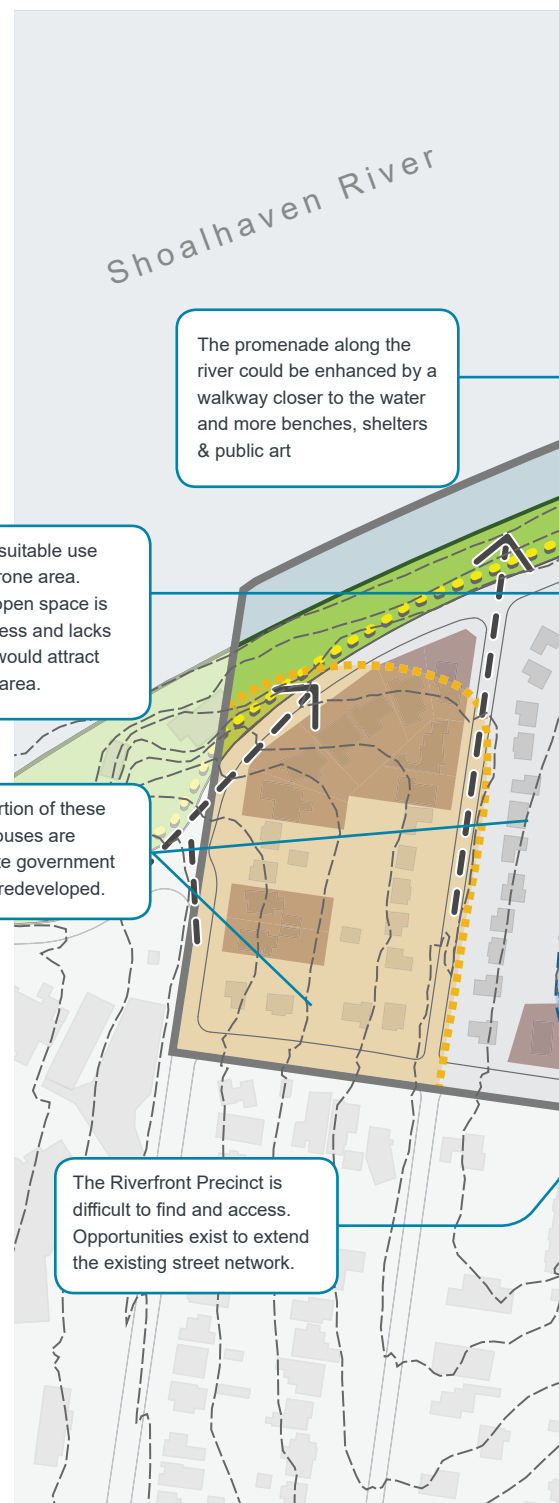 Shoalhaven River
The promenade along the
river could be enhanced by a
walkway closer to the water
and more benches, shelters
& public art
suitable use
rone area.
open space is
ess and lacks
would attract
area.
rtion of these
ouses are
te government
redeveloped.
The Riverfront Precinct is
difficult to find and access.
Opportunities exist to extend
the existing street network.